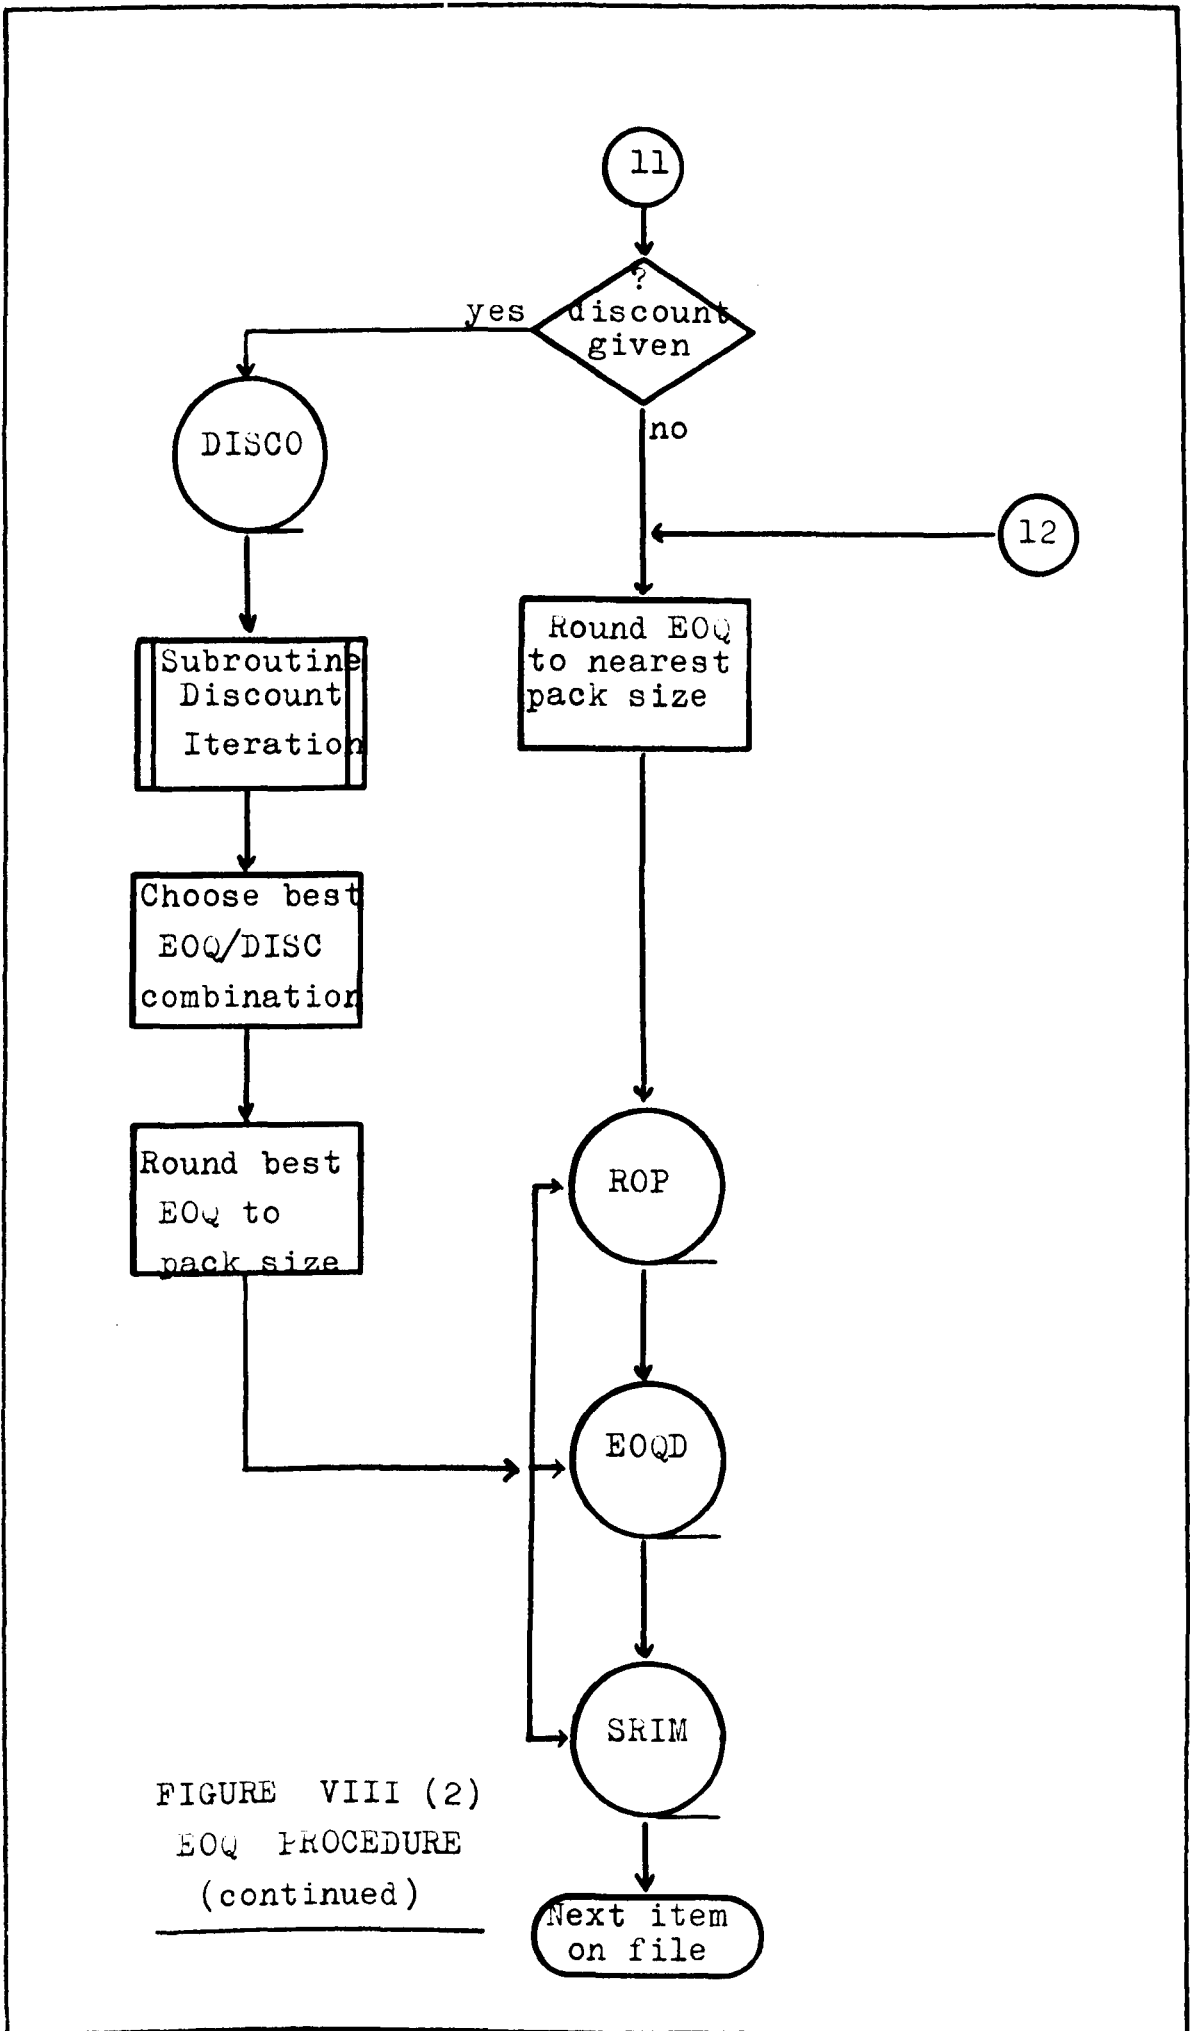 11
?
discount
given
yes
no
DISCO
12
Round EOQ
to nearest
pack size
Subroutine
Discount
Iteration
Choose best
EOQ/DISC
combination
Round best
EOQ to
pack size
ROP
EOQD
SRIM
FIGURE VIII (2)
EOQ PROCEDURE
(continued)
Next item
on file